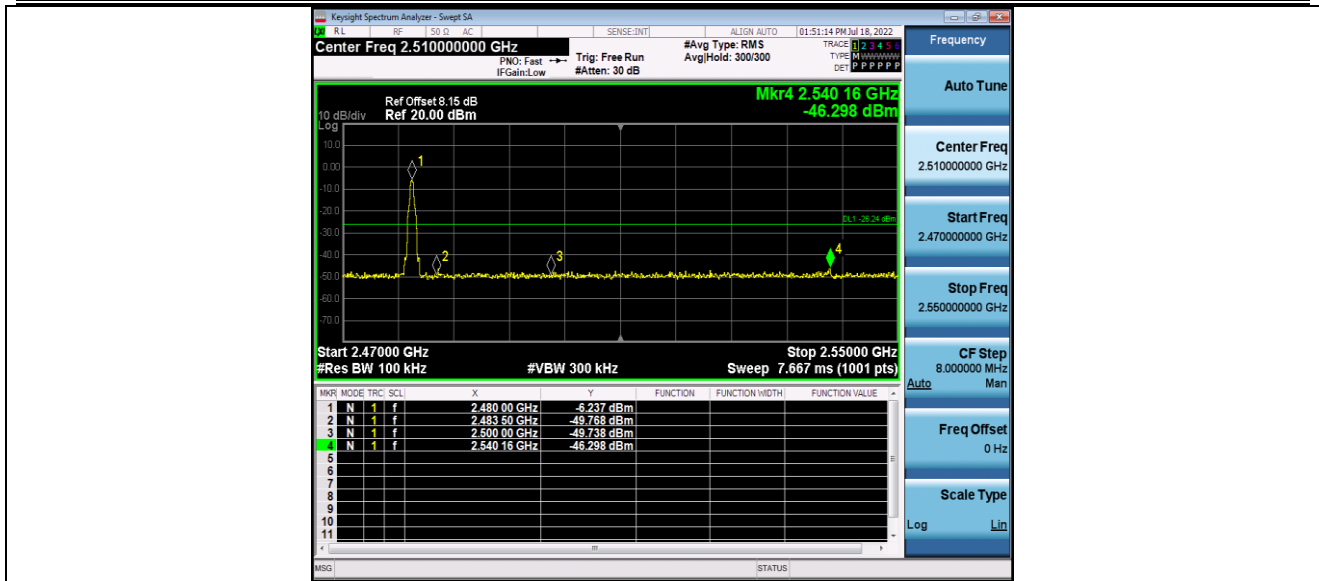 Keysight Spectrum Analyzer - Swept SA
RL RF 50 Ω AC SENSE:INT ALIGN AUTO 01:51:14 PM Jul 18, 2022
Center Freq 2.510000000 GHz
PNO: Fast
IFGain:Low
Trig: Free Run
#Atten: 30 dB
#Avg Type: RMS
Avg|Hold: 300/300
TRACE 1 2 3 4 5 6
TYPE M WWWWW
DET P P P P P P
Mkr4 2.540 16 GHz
-46.298 dBm
Ref Offset 8.15 dB
10 dB/div Ref 20.00 dBm
Log
10.0
0.00
-10.0
-20.0
-30.0
-40.0
-50.0
-60.0
-70.0
1
2
3
4
DL1 -26.24 dBm
Start 2.47000 GHz Stop 2.55000 GHz
#Res BW 100 kHz #VBW 300 kHz Sweep 7.667 ms (1001 pts)
MKR MODE TRC SCL X Y FUNCTION FUNCTION WIDTH FUNCTION VALUE
1 N 1 f 2.480 00 GHz -6.237 dBm
2 N 1 f 2.483 50 GHz -49.768 dBm
3 N 1 f 2.500 00 GHz -49.738 dBm
4 N 1 f 2.540 16 GHz -46.298 dBm
5
6
7
8
9
10
11
MSG STATUS
Frequency
Auto Tune
Center Freq
2.510000000 GHz
Start Freq
2.470000000 GHz
Stop Freq
2.550000000 GHz
CF Step
8.000000 MHz
Auto Man
Freq Offset
0 Hz
Scale Type
Log Lin